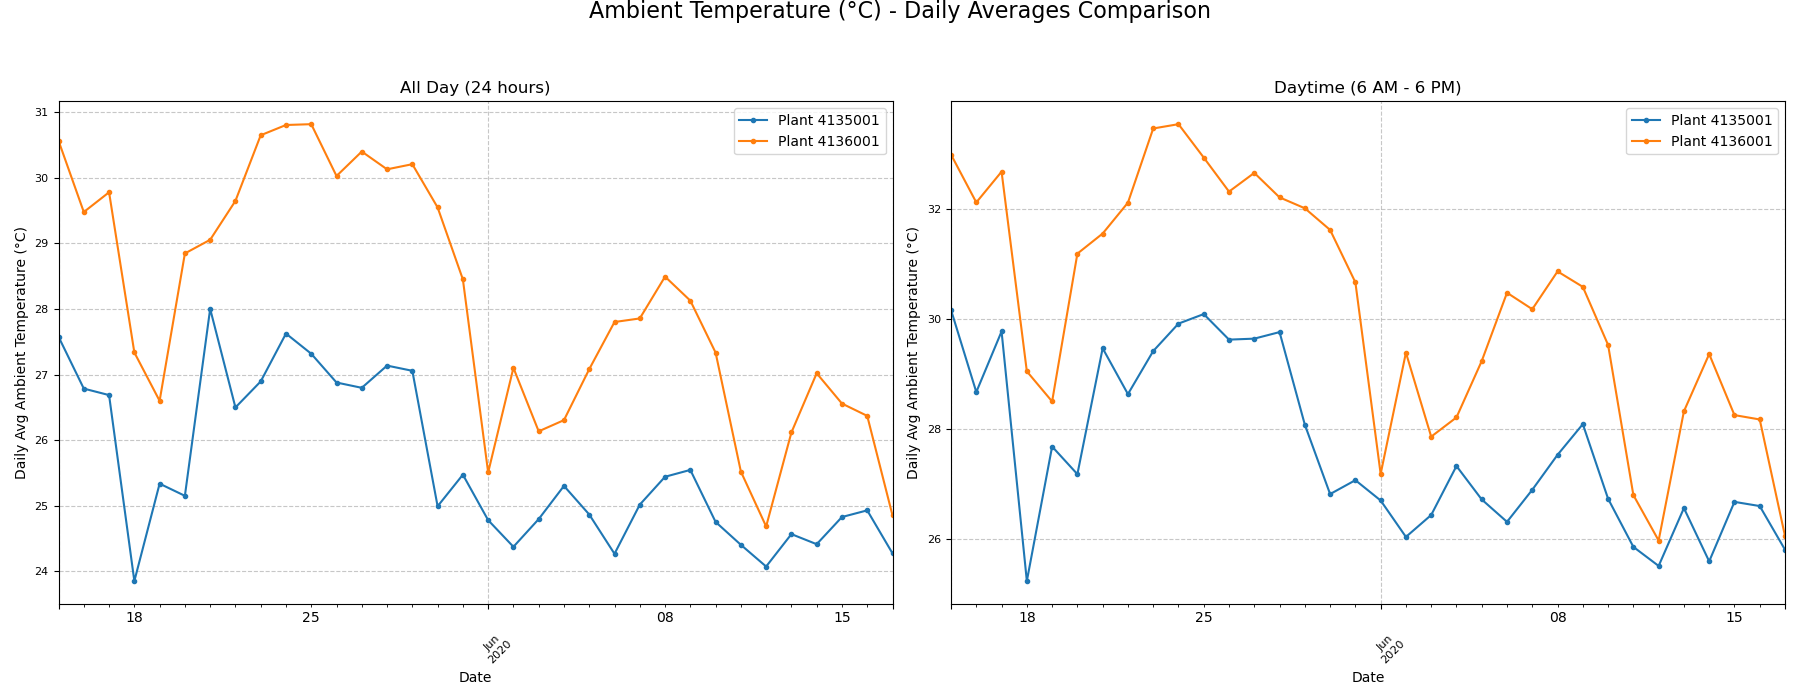 Ambient Temperature (°C) - Daily Averages Comparison
All Day (24 hours)
Daily Avg Ambient Temperature (°C)
31
30
29
28
27
26
25
24
Plant 4135001
Plant 4136001
18
25
Jun
2020
08
15
Date
Daytime (6 AM - 6 PM)
Daily Avg Ambient Temperature (°C)
32
30
28
26
Plant 4135001
Plant 4136001
18
25
Jun
2020
08
15
Date